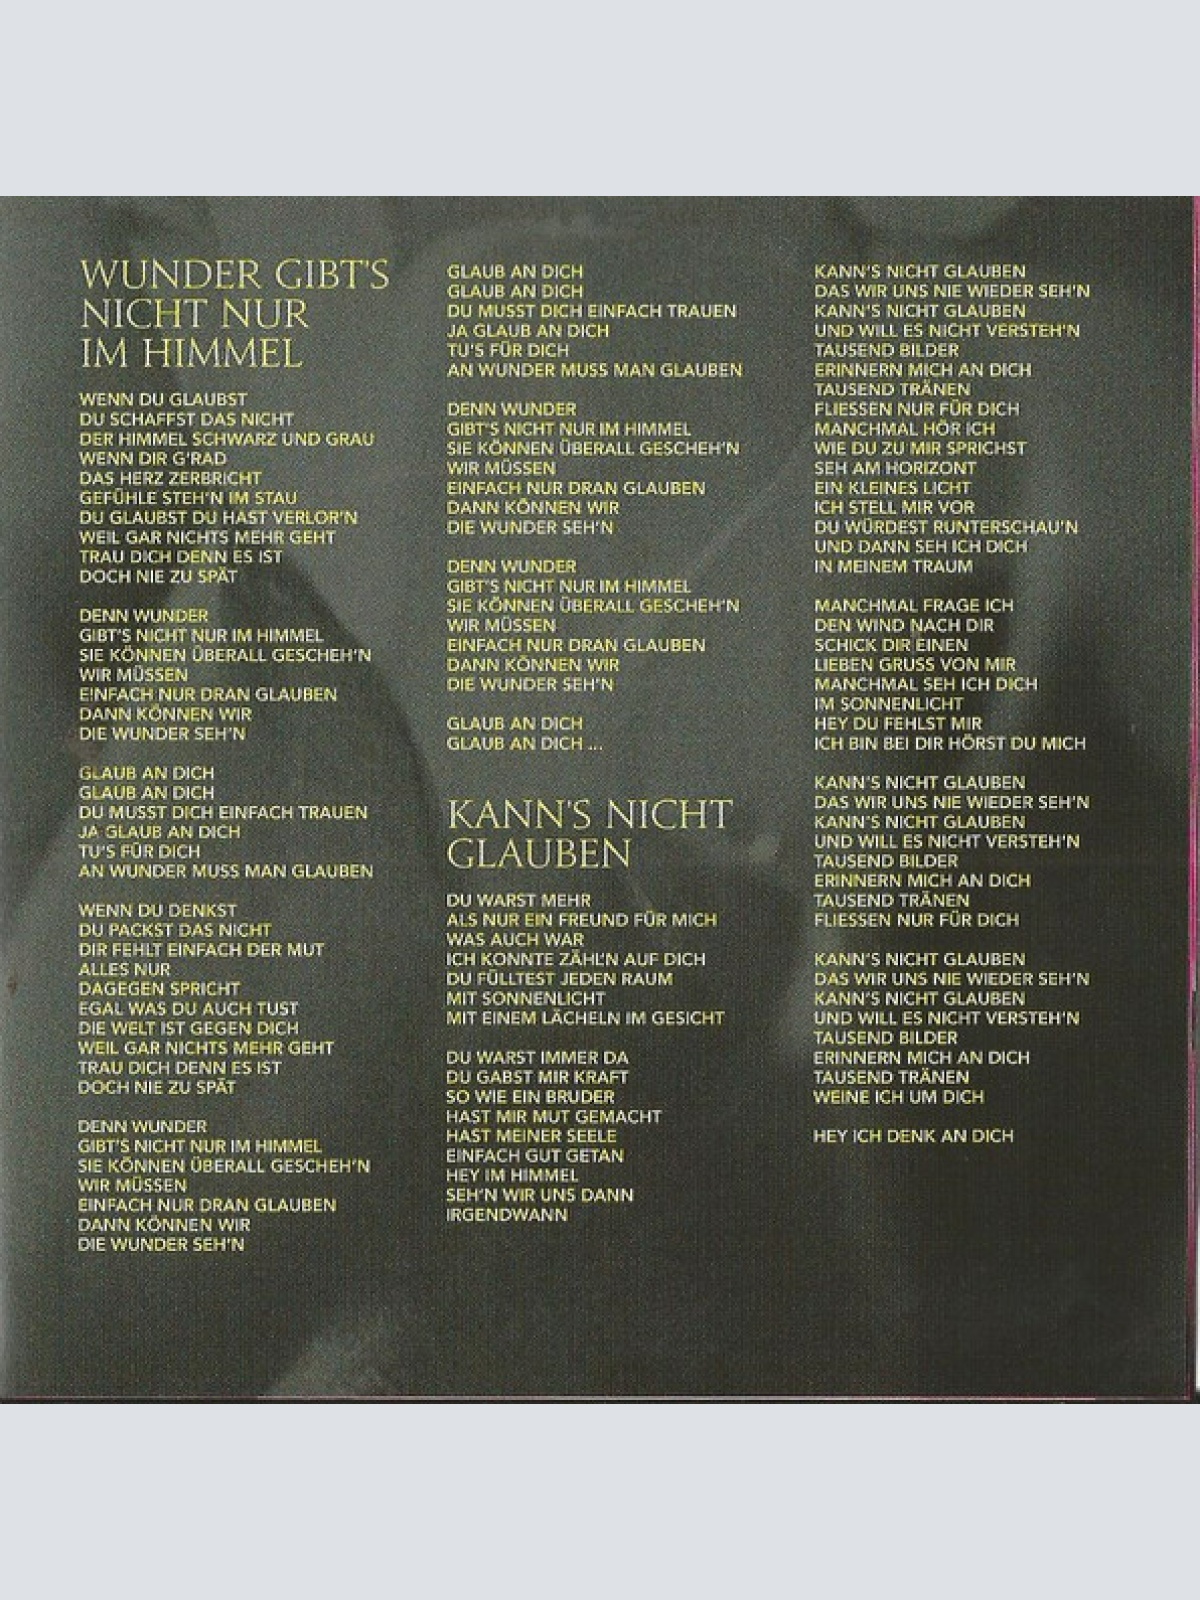 WUNDER GIBT'S
NICHT NUR
IM HIMMEL
WENN DU GLAUBST
DU SCHAFFST DAS NICHT
DER HIMMEL SCHWARZ UND GRAU
WENN DIR G'RAD
DAS HERZ ZERBRICHT
GEFÜHLE STEH'N IM STAU
DU GLAUBST DU HAST VERLOR'N
WEIL GAR NICHTS MEHR GEHT
TRAU DICH DENN ES IST
DOCH NIE ZU SPÄT
DENN WUNDER
GIBT'S NICHT NUR IM HIMMEL
SIE KÖNNEN ÜBERALL GESCHEH'N
WIR MÜSSEN
EINFACH NUR DRAN GLAUBEN
DANN KÖNNEN WIR
DIE WUNDER SEH'N
GLAUB AN DICH
GLAUB AN DICH
DU MUSST DICH EINFACH TRAUEN
JA GLAUB AN DICH
TU'S FÜR DICH
AN WUNDER MUSS MAN GLAUBEN
WENN DU DENKST
DU PACKST DAS NICHT
DIR FEHLT EINFACH DER MUT
ALLES NUR
DAGEGEN SPRICHT
EGAL WAS DU AUCH TUST
DIE WELT IST GEGEN DICH
WEIL GAR NICHTS MEHR GEHT
TRAU DICH DENN ES IST
DOCH NIE ZU SPÄT
DENN WUNDER
GIBT'S NICHT NUR IM HIMMEL
SIE KÖNNEN ÜBERALL GESCHEH'N
WIR MÜSSEN
EINFACH NUR DRAN GLAUBEN
DANN KÖNNEN WIR
DIE WUNDER SEH'N
GLAUB AN DICH
GLAUB AN DICH
DU MUSST DICH EINFACH TRAUEN
JA GLAUB AN DICH
TU'S FÜR DICH
AN WUNDER MUSS MAN GLAUBEN
DENN WUNDER
GIBT'S NICHT NUR IM HIMMEL
SIE KÖNNEN ÜBERALL GESCHEH'N
WIR MÜSSEN
EINFACH NUR DRAN GLAUBEN
DANN KÖNNEN WIR
DIE WUNDER SEH'N
DENN WUNDER
GIBT'S NICHT NUR IM HIMMEL
SIE KÖNNEN ÜBERALL GESCHEH'N
WIR MÜSSEN
EINFACH NUR DRAN GLAUBEN
DANN KÖNNEN WIR
DIE WUNDER SEH'N
GLAUB AN DICH
GLAUB AN DICH ...
KANN'S NICHT
GLAUBEN
DU WARST MEHR
ALS NUR EIN FREUND FÜR MICH
WAS AUCH WAR
ICH KONNTE ZÄHL'N AUF DICH
DU FÜLLTEST JEDEN RAUM
MIT SONNENLICHT
MIT EINEM LÄCHELN IM GESICHT
DU WARST IMMER DA
DU GABST MIR KRAFT
SO WIE EIN BRUDER
HAST MIR MUT GEMACHT
HAST MEINER SEELE
EINFACH GUT GETAN
HEY IM HIMMEL
SEH'N WIR UNS DANN
IRGENDWANN
KANN'S NICHT GLAUBEN
DAS WIR UNS NIE WIEDER SEH'N
KANN'S NICHT GLAUBEN
UND WILL ES NICHT VERSTEH'N
TAUSEND BILDER
ERINNERN MICH AN DICH
TAUSEND TRÄNEN
FLIESSEN NUR FÜR DICH
MANCHMAL HÖR ICH
WIE DU ZU MIR SPRICHST
SEH AM HORIZONT
EIN KLEINES LICHT
ICH STELL MIR VOR
DU WÜRDEST RUNTERSCHAU'N
UND DANN SEH ICH DICH
IN MEINEM TRAUM
MANCHMAL FRAGE ICH
DEN WIND NACH DIR
SCHICK DIR EINEN
LIEBEN GRUSS VON MIR
MANCHMAL SEH ICH DICH
IM SONNENLICHT
HEY DU FEHLST MIR
ICH BIN BEI DIR HÖRST DU MICH
KANN'S NICHT GLAUBEN
DAS WIR UNS NIE WIEDER SEH'N
KANN'S NICHT GLAUBEN
UND WILL ES NICHT VERSTEH'N
TAUSEND BILDER
ERINNERN MICH AN DICH
TAUSEND TRÄNEN
FLIESSEN NUR FÜR DICH
KANN'S NICHT GLAUBEN
DAS WIR UNS NIE WIEDER SEH'N
KANN'S NICHT GLAUBEN
UND WILL ES NICHT VERSTEH'N
TAUSEND BILDER
ERINNERN MICH AN DICH
TAUSEND TRÄNEN
WEINE ICH UM DICH
HEY ICH DENK AN DICH